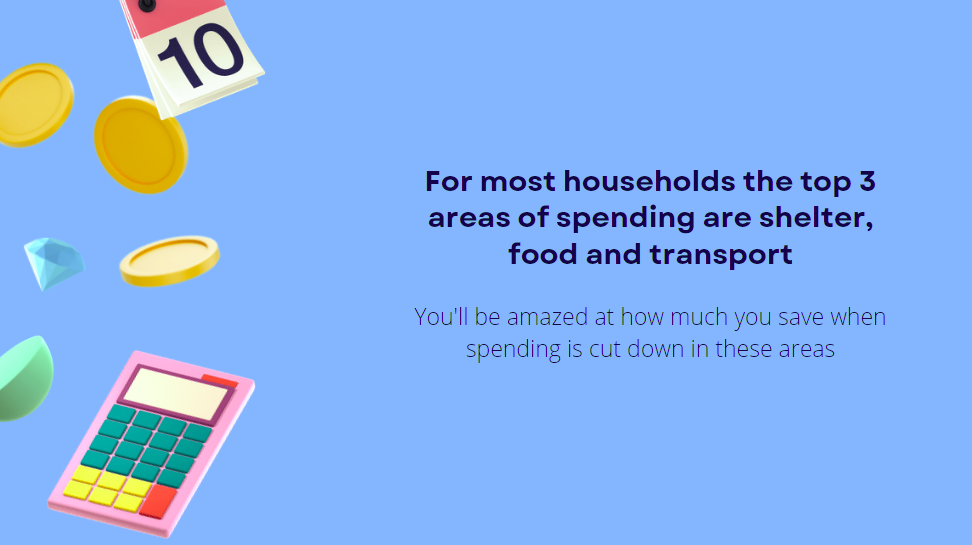 10
For most households the top 3
areas of spending are shelter,
food and transport
You'll be amazed at how much you save when
spending is cut down in these areas